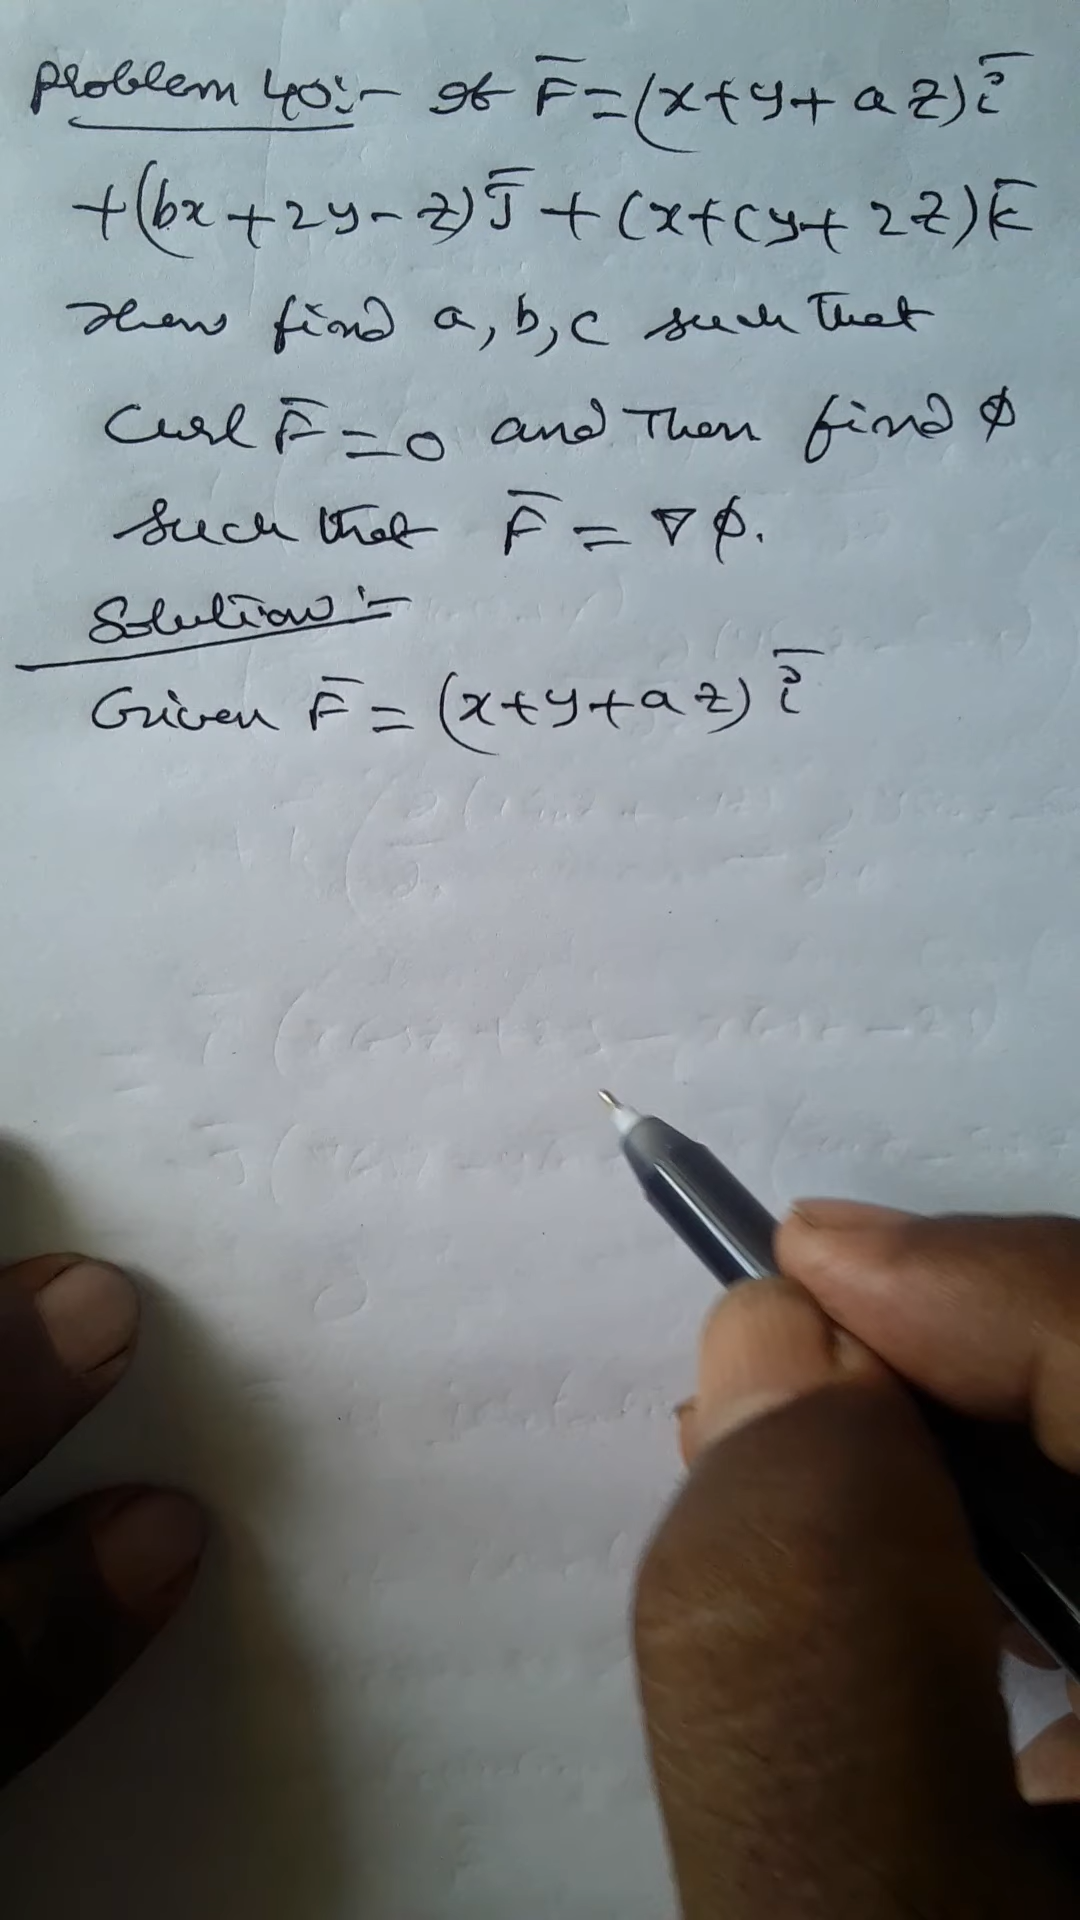 Problem 40:- If F̅=(x+y+az)i̅
+(bx+2y-z)J̅+(x+cy+2z)k̅
then find a,b,c such That
Curl F̅=0 and Then find ϕ
such that F̅=∇ϕ.
Solution:-
Given F̅=(x+y+az)i̅